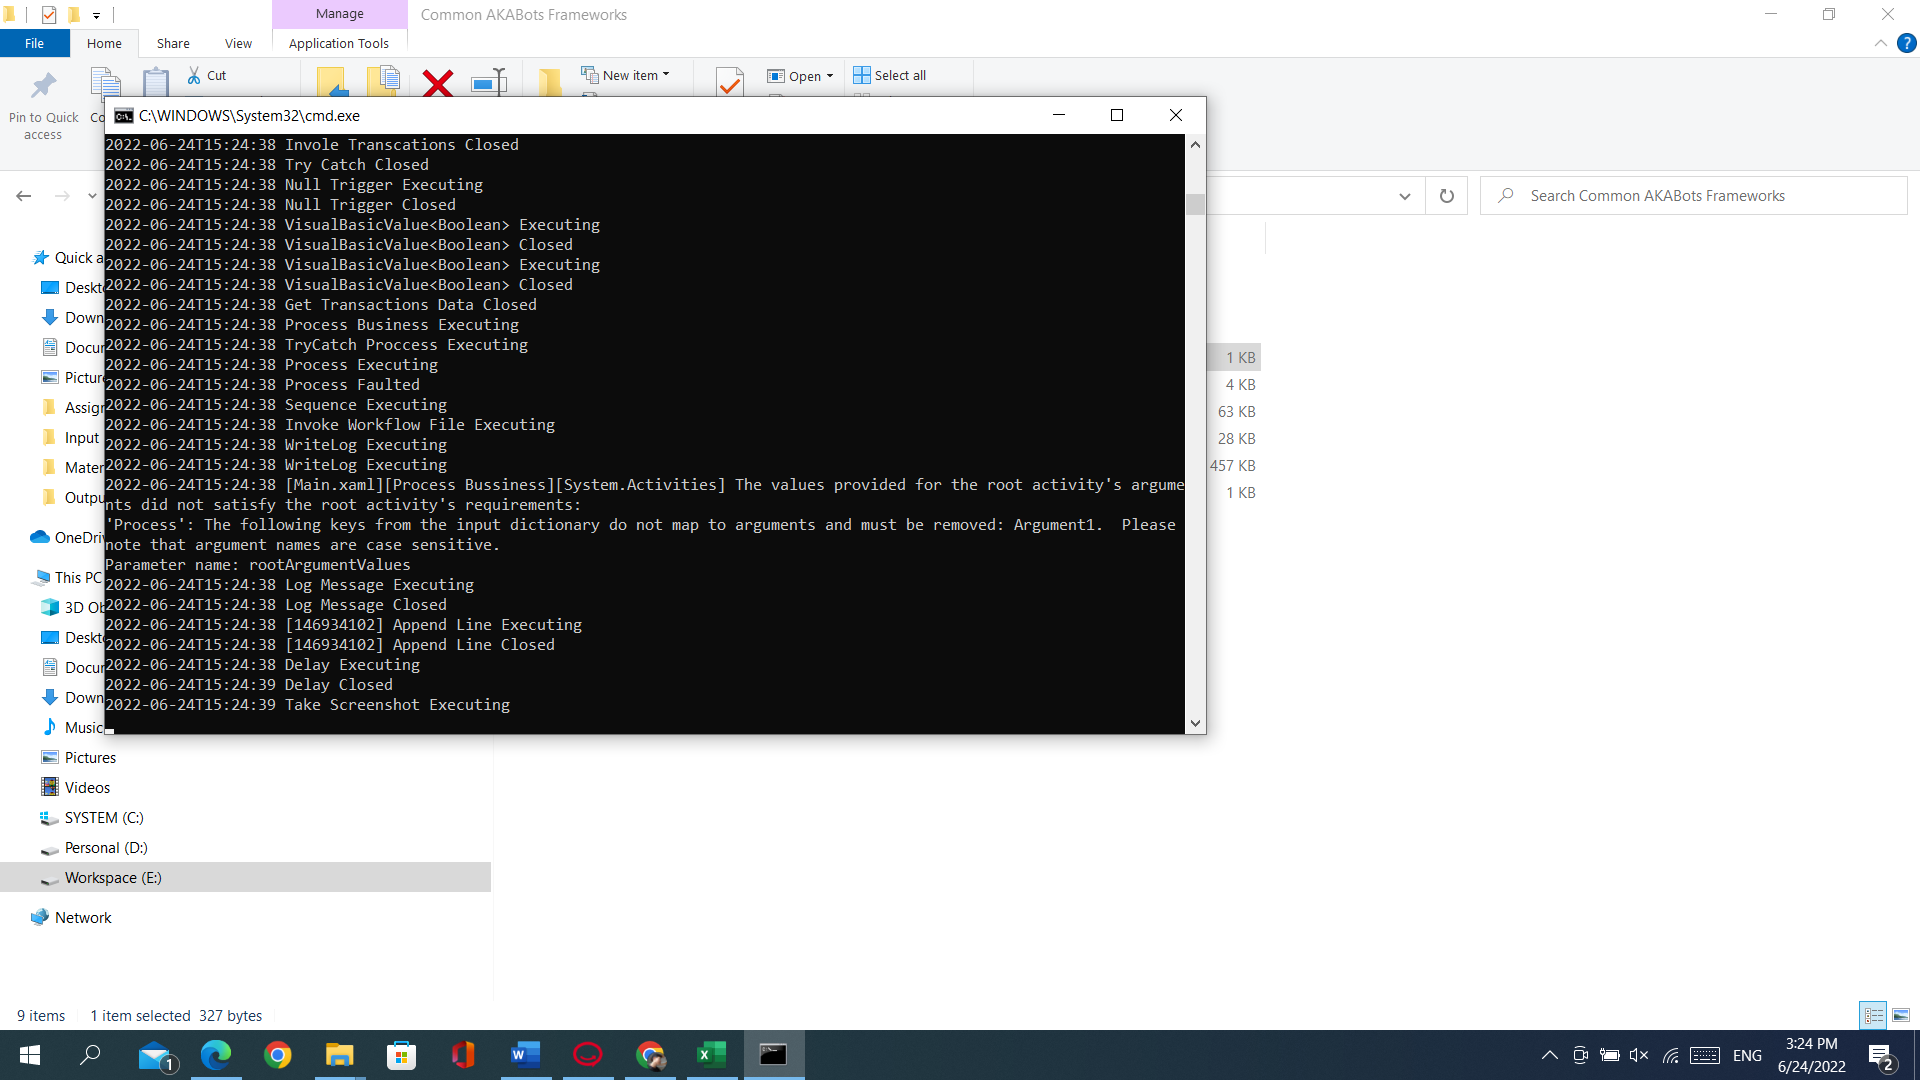 Manage
Common AKABots Frameworks
File
Home
Share
View
Application Tools
Pin to Quick
access
Cut
New item
Open
Select all
C:\WINDOWS\System32\cmd.exe
2022-06-24T15:24:38 Invole Transcations Closed
2022-06-24T15:24:38 Try Catch Closed
2022-06-24T15:24:38 Null Trigger Executing
2022-06-24T15:24:38 Null Trigger Closed
2022-06-24T15:24:38 VisualBasicValue<Boolean> Executing
2022-06-24T15:24:38 VisualBasicValue<Boolean> Closed
2022-06-24T15:24:38 VisualBasicValue<Boolean> Executing
2022-06-24T15:24:38 VisualBasicValue<Boolean> Closed
2022-06-24T15:24:38 Get Transactions Data Closed
2022-06-24T15:24:38 Process Business Executing
2022-06-24T15:24:38 TryCatch Proccess Executing
2022-06-24T15:24:38 Process Executing
2022-06-24T15:24:38 Process Faulted
2022-06-24T15:24:38 Sequence Executing
2022-06-24T15:24:38 Invoke Workflow File Executing
2022-06-24T15:24:38 WriteLog Executing
2022-06-24T15:24:38 WriteLog Executing
2022-06-24T15:24:38 [Main.xaml][Process Bussiness][System.Activities] The values provided for the root activity's argume
nts did not satisfy the root activity's requirements:
'Process': The following keys from the input dictionary do not map to arguments and must be removed: Argument1.  Please
note that argument names are case sensitive.
Parameter name: rootArgumentValues
2022-06-24T15:24:38 Log Message Executing
2022-06-24T15:24:38 Log Message Closed
2022-06-24T15:24:38 [146934102] Append Line Executing
2022-06-24T15:24:38 [146934102] Append Line Closed
2022-06-24T15:24:38 Delay Executing
2022-06-24T15:24:39 Delay Closed
2022-06-24T15:24:39 Take Screenshot Executing
Search Common AKABots Frameworks
1 KB
4 KB
63 KB
28 KB
457 KB
1 KB
Quick a
Deskt
Down
Docur
Picture
Assigr
Input
Mater
Outpu
OneDriv
This PC
3D Ob
Deskt
Docur
Down
Music
Pictures
Videos
SYSTEM (C:)
Personal (D:)
Workspace (E:)
Network
9 items
1 item selected 327 bytes
1
ENG
3:24 PM
6/24/2022
2